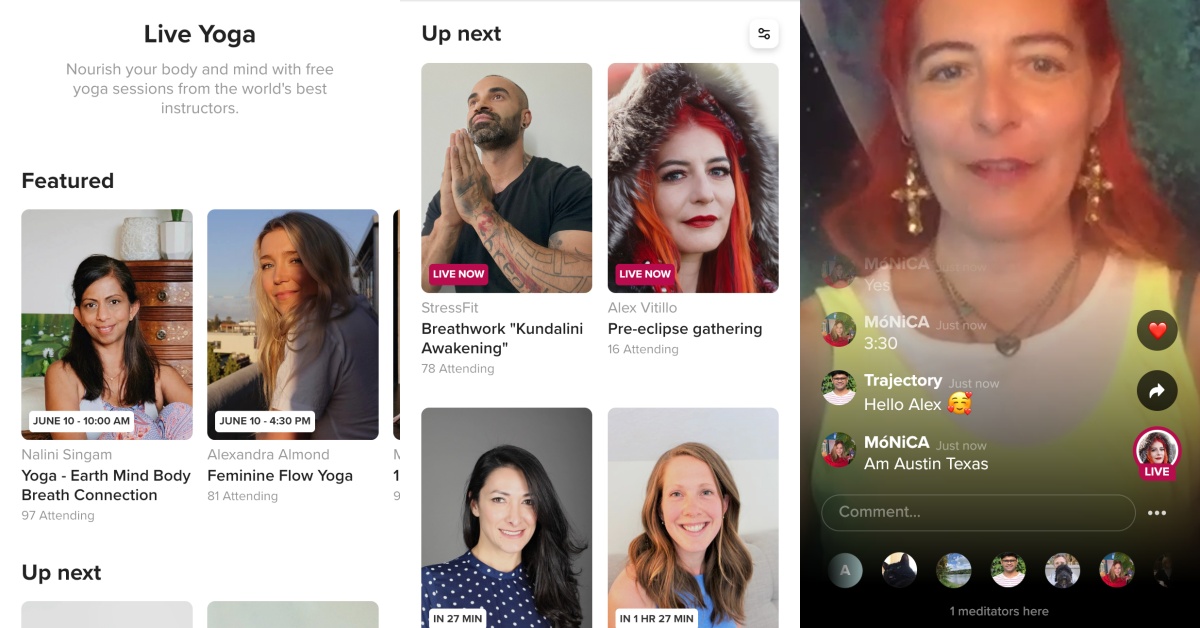 Live Yoga
Nourish your body and mind with free
yoga sessions from the world's best
instructors.
Featured
JUNE 10 - 10:00 AM
Nalini Singam
Yoga - Earth Mind Body
Breath Connection
97 Attending
JUNE 10 - 4:30 PM
Alexandra Almond
Feminine Flow Yoga
81 Attending
M
1
9
Up next
Up next
LIVE NOW
StressFit
Breathwork "Kundalini
Awakening"
78 Attending
LIVE NOW
Alex Vitillo
Pre-eclipse gathering
16 Attending
IN 27 MIN
IN 1 HR 27 MIN
MóNiCA Just now
Yes
MóNiCA Just now
3:30
Trajectory Just now
Hello Alex 🥰
MóNiCA Just now
Am Austin Texas
LIVE
Comment...
A
1 meditators here